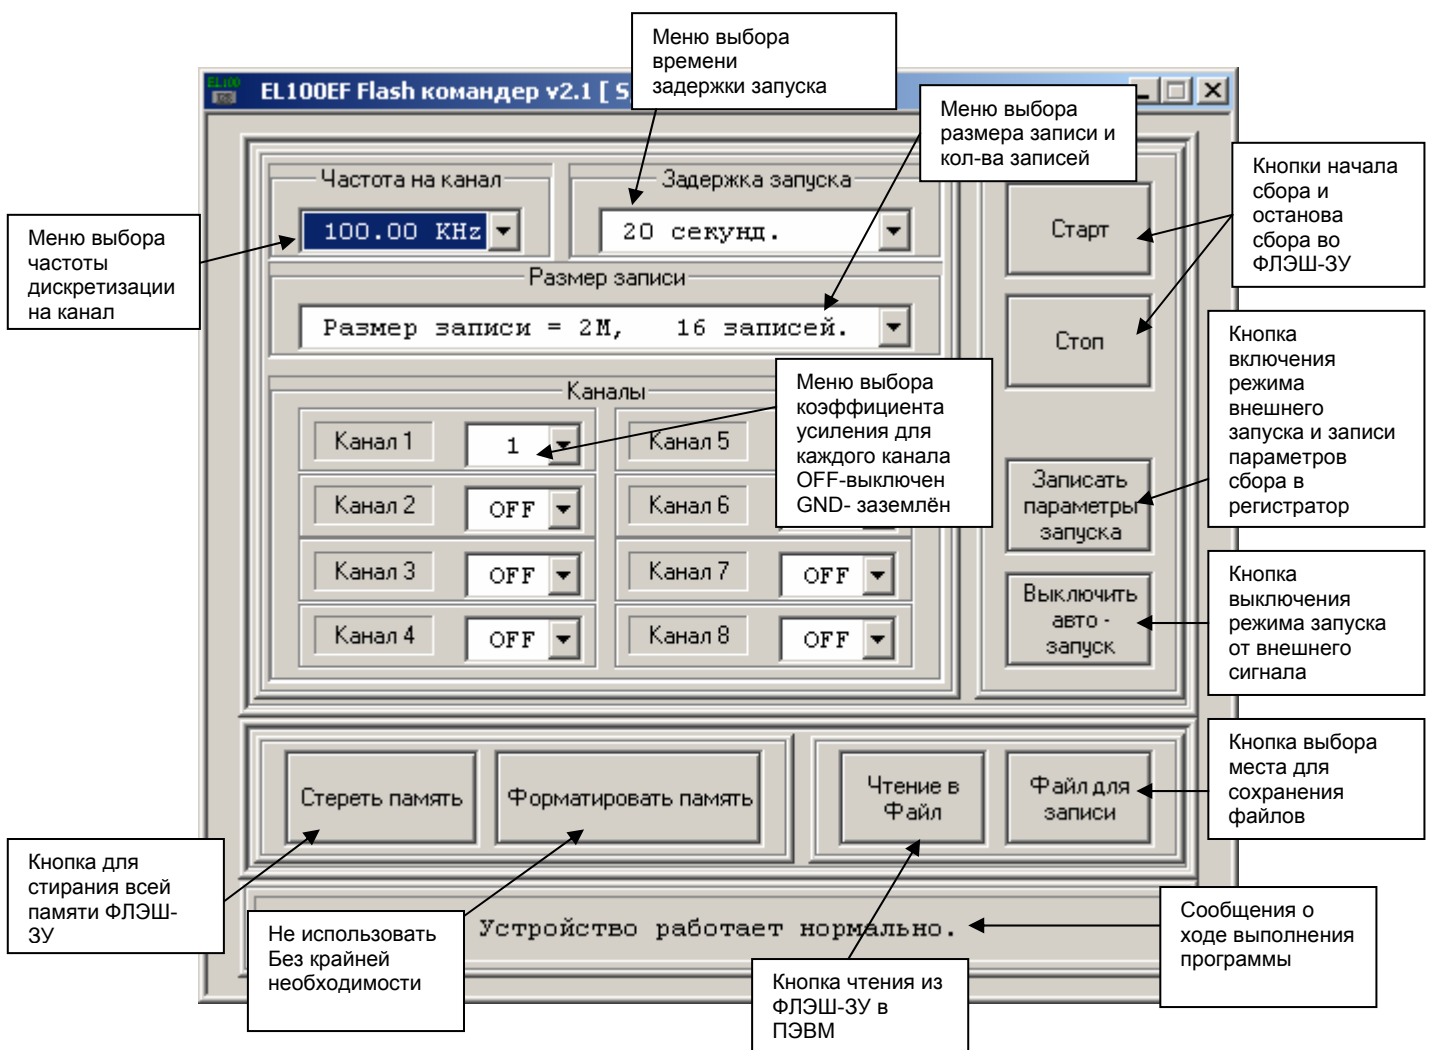 Меню выбора
времени
задержки запуска
EL100
EL100EF Flash командер v2.1 [ S
Меню выбора
размера записи и
кол-ва записей
Кнопки начала
сбора и
останова
сбора во
ФЛЭШ-ЗУ
Меню выбора
частоты
дискретизации
на канал
Частота на канал
100.00 KHz
Задержка запуска
20 секунд.
Старт
Размер записи
Размер записи = 2M, 16 записей.
Стоп
Кнопка
включения
режима
внешнего
запуска и записи
параметров
сбора в
регистратор
Каналы
Меню выбора
коэффициента
усиления для
каждого канала
OFF-выключен
GND- заземлён
Канал 1
1
Канал 5
Канал 2
OFF
Канал 6
Канал 3
OFF
Канал 7
OFF
Канал 4
OFF
Канал 8
OFF
Записать
параметры
запуска
Выключить
авто -
запуск
Кнопка
выключения
режима запуска
от внешнего
сигнала
Стереть память
Форматировать память
Чтение в
Файл
Файл для
записи
Кнопка выбора
места для
сохранения
файлов
Кнопка для
стирания всей
памяти ФЛЭШ-
ЗУ
Не использовать
Без крайней
необходимости
Устройство работает нормально.
Сообщения о
ходе выполнения
программы
Кнопка чтения из
ФЛЭШ-ЗУ в
ПЭВМ